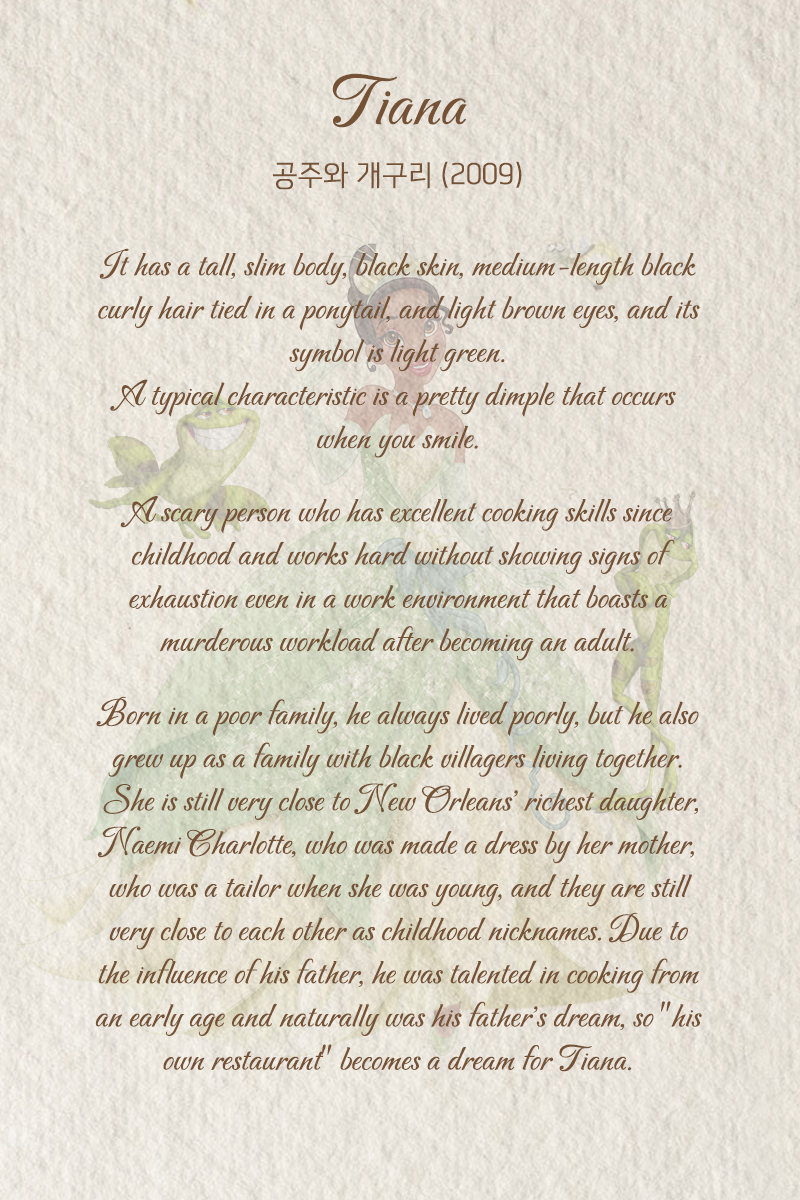 Tiana
공주와 개구리 (2009)
It has a tall, slim body, black skin, medium-length black
curly hair tied in a ponytail, and light brown eyes, and its
symbol is light green.
A typical characteristic is a pretty dimple that occurs
when you smile.
A scary person who has excellent cooking skills since
childhood and works hard without showing signs of
exhaustion even in a work environment that boasts a
murderous workload after becoming an adult.
Born in a poor family, he always lived poorly, but he also
grew up as a family with black villagers living together.
She is still very close to New Orleans' richest daughter,
Naemi Charlotte, who was made a dress by her mother,
who was a tailor when she was young, and they are still
very close to each other as childhood nicknames. Due to
the influence of his father, he was talented in cooking from
an early age and naturally was his father's dream, so "his
own restaurant" becomes a dream for Tiana.